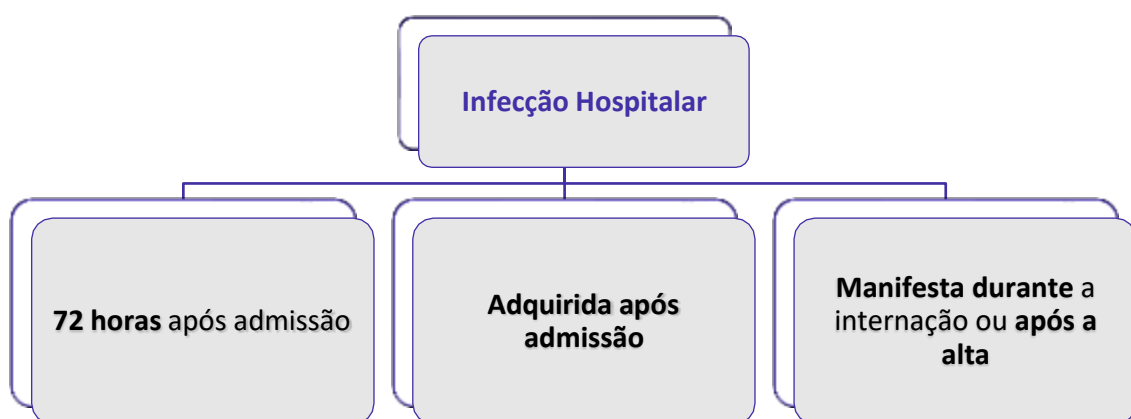 Infecção Hospitalar
72 horas após admissão
Adquirida após
admissão
Manifesta durante a
internação ou após a
alta